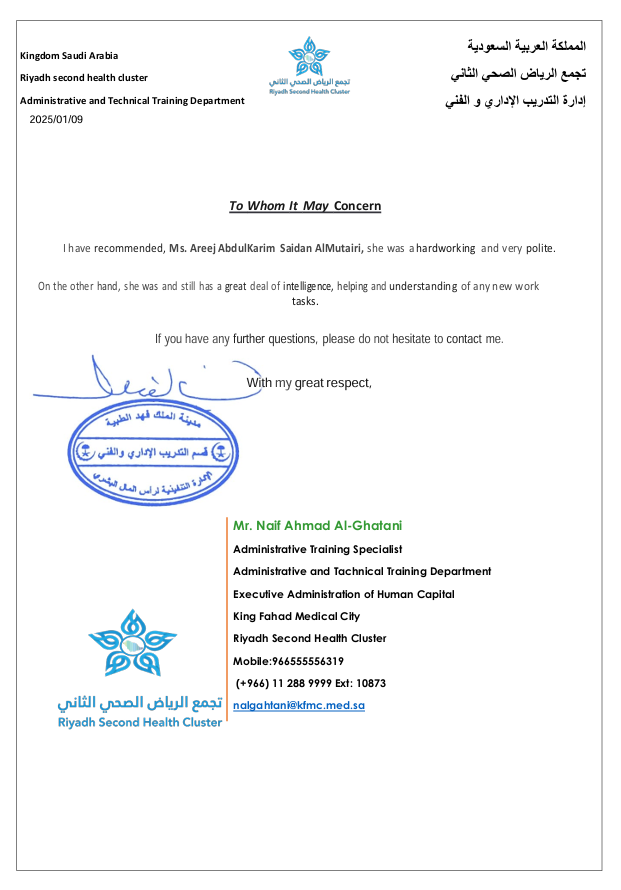 المملكة العربية السعودية
تجمع الرياض الصحي الثاني
إدارة التدريب الإداري و الفني
Kingdom Saudi Arabia
Riyadh second health cluster
Administrative and Technical Training Department
2025/01/09
تجمع الرياض الصحي الثاني
Riyadh Second Health Cluster
To Whom It May Concern
I have recommended, Ms. Areej AbdulKarim Saidan AlMutairi, she was a hardworking and very polite.
On the other hand, she was and still has a great deal of intelligence, helping and understanding of any new work
tasks.
If you have any further questions, please do not hesitate to contact me.
With my great respect,
مدينة الملك فهد الطبية
قسم التدريب الإداري والفني
الإدارة التنفيذية لرأس المال البشري
Mr. Naif Ahmad Al-Ghatani
Administrative Training Specialist
Administrative and Tachnical Training Department
Executive Administration of Human Capital
King Fahad Medical City
Riyadh Second Health Cluster
Mobile:966555556319
(+966) 11 288 9999 Ext: 10873
nalgahtani@kfmc.med.sa
تجمع الرياض الصحي الثاني
Riyadh Second Health Cluster